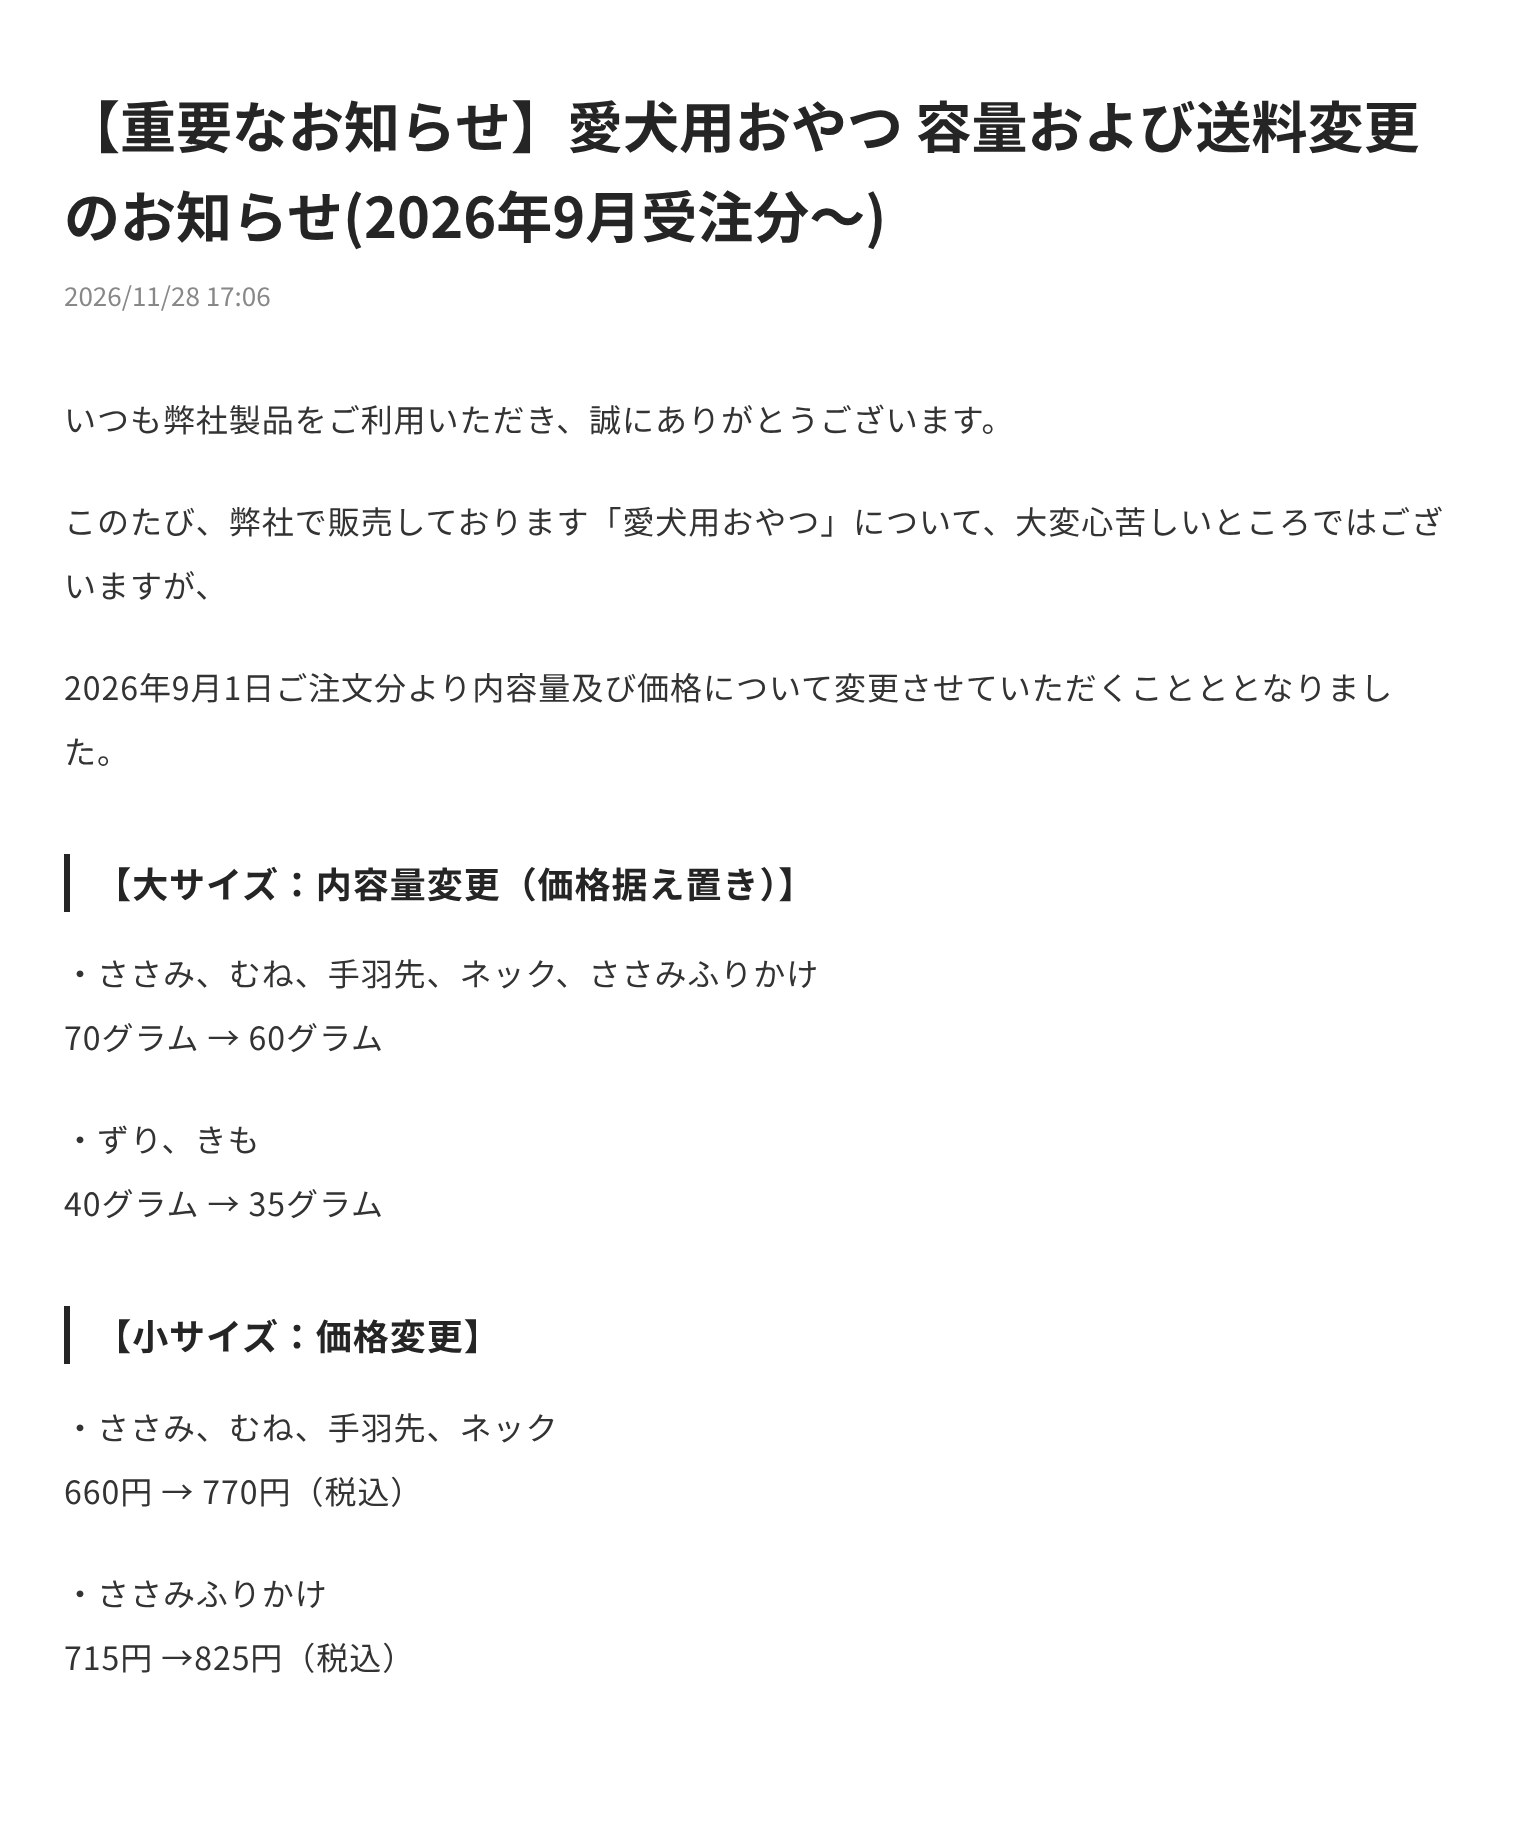 【重要なお知らせ】愛犬用おやつ 容量および送料変更
のお知らせ(2026年9月受注分〜)
2026/11/28 17:06
いつも弊社製品をご利用いただき、誠にありがとうございます。
このたび、弊社で販売しております「愛犬用おやつ」について、大変心苦しいところではござ
いますが、
2026年9月1日ご注文分より内容量及び価格について変更させていただくことととなりまし
た。
【大サイズ：内容量変更（価格据え置き）】
・ささみ、むね、手羽先、ネック、ささみふりかけ
70グラム → 60グラム
・ずり、きも
40グラム → 35グラム
【小サイズ：価格変更】
・ささみ、むね、手羽先、ネック
660円 → 770円（税込）
・ささみふりかけ
715円 →825円（税込）